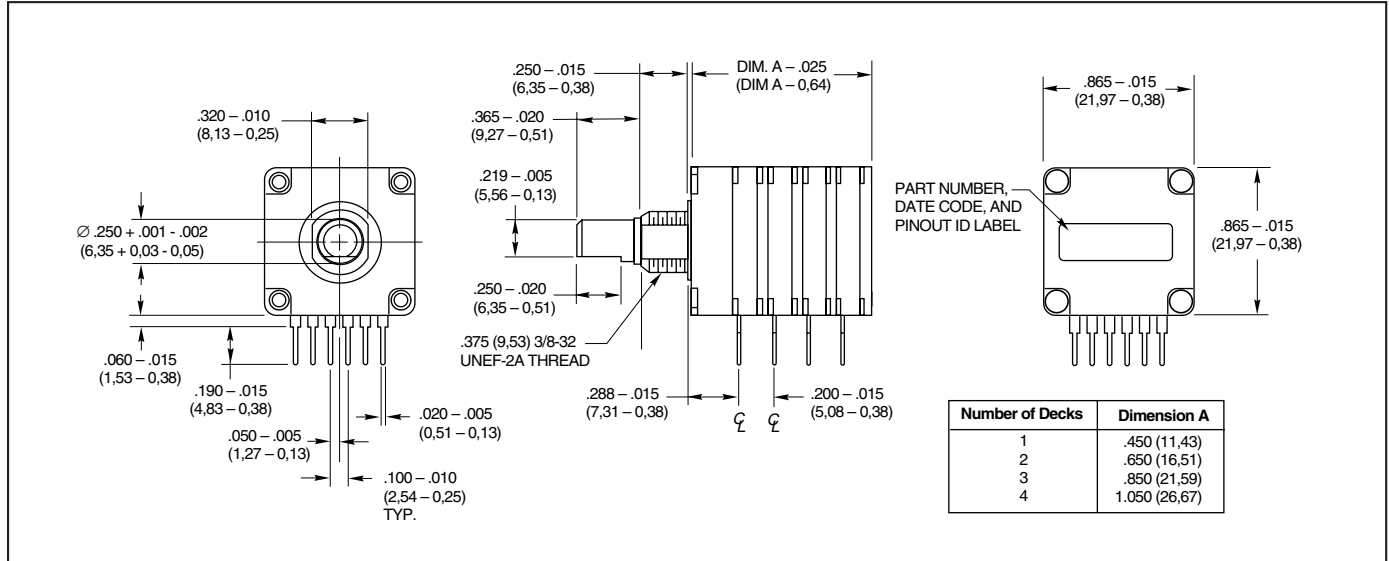 .320 – .010
(8,13 – 0,25)
Ø .250 + .001 - .002
(6,35 + 0,03 - 0,05)
.060 – .015
(1,53 – 0,38)
.190 – .015
(4,83 – 0,38)
.050 – .005
(1,27 – 0,13)
.020 – .005
(0,51 – 0,13)
.100 – .010
(2,54 – 0,25)
TYP.
.250 – .015
(6,35 – 0,38)
DIM. A – .025
(DIM A – 0,64)
.365 – .020
(9,27 – 0,51)
.219 – .005
(5,56 – 0,13)
.250 – .020
(6,35 – 0,51)
.375 (9,53) 3/8-32
UNEF-2A THREAD
.288 – .015
(7,31 – 0,38)
℄ ℄
.200 – .015
(5,08 – 0,38)
.865 – .015
(21,97 – 0,38)
PART NUMBER,
DATE CODE, AND
PINOUT ID LABEL
.865 – .015
(21,97 – 0,38)
Number of Decks Dimension A
1 .450 (11,43)
2 .650 (16,51)
3 .850 (21,59)
4 1.050 (26,67)